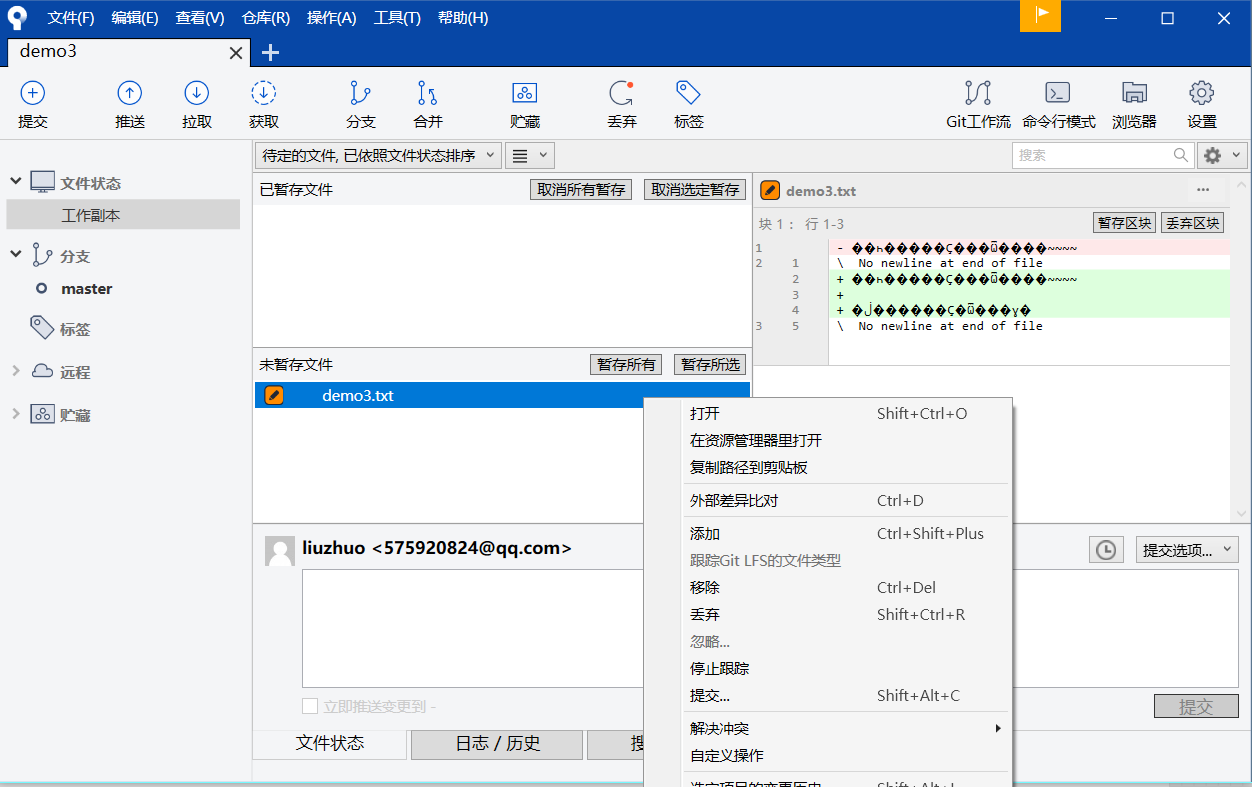 文件(F) 编辑(E) 查看(V) 仓库(R) 操作(A) 工具(T) 帮助(H)
demo3
提交 推送 拉取 获取 分支 合并 贮藏 丢弃 标签 Git工作流 命令行模式 浏览器 设置
待定的文件, 已依照文件状态排序
搜索
文件状态
工作副本
分支
master
标签
远程
贮藏
已暂存文件 取消所有暂存 取消选定暂存
未暂存文件 暂存所有 暂存所选
demo3.txt
demo3.txt ...
块 1： 行 1-3 暂存区块 丢弃区块
1 - ��ԣ�����Ç���ῶ����~~~~
2 1 \ No newline at end of file
2 + ��ԣ�����Ç���ῶ����~~~~
3 +
4 + �ڶ������Ç�ῶ���ɣ�
3 5 \ No newline at end of file
liuzhuo <575920824@qq.com>
提交选项...
立即推送变更到 -
提交
文件状态 日志 / 历史
打开 Shift+Ctrl+O
在资源管理器里打开
复制路径到剪贴板
外部差异比对 Ctrl+D
添加 Ctrl+Shift+Plus
跟踪Git LFS的文件类型
移除 Ctrl+Del
丢弃 Shift+Ctrl+R
忽略...
停止跟踪
提交... Shift+Alt+C
解决冲突
自定义操作